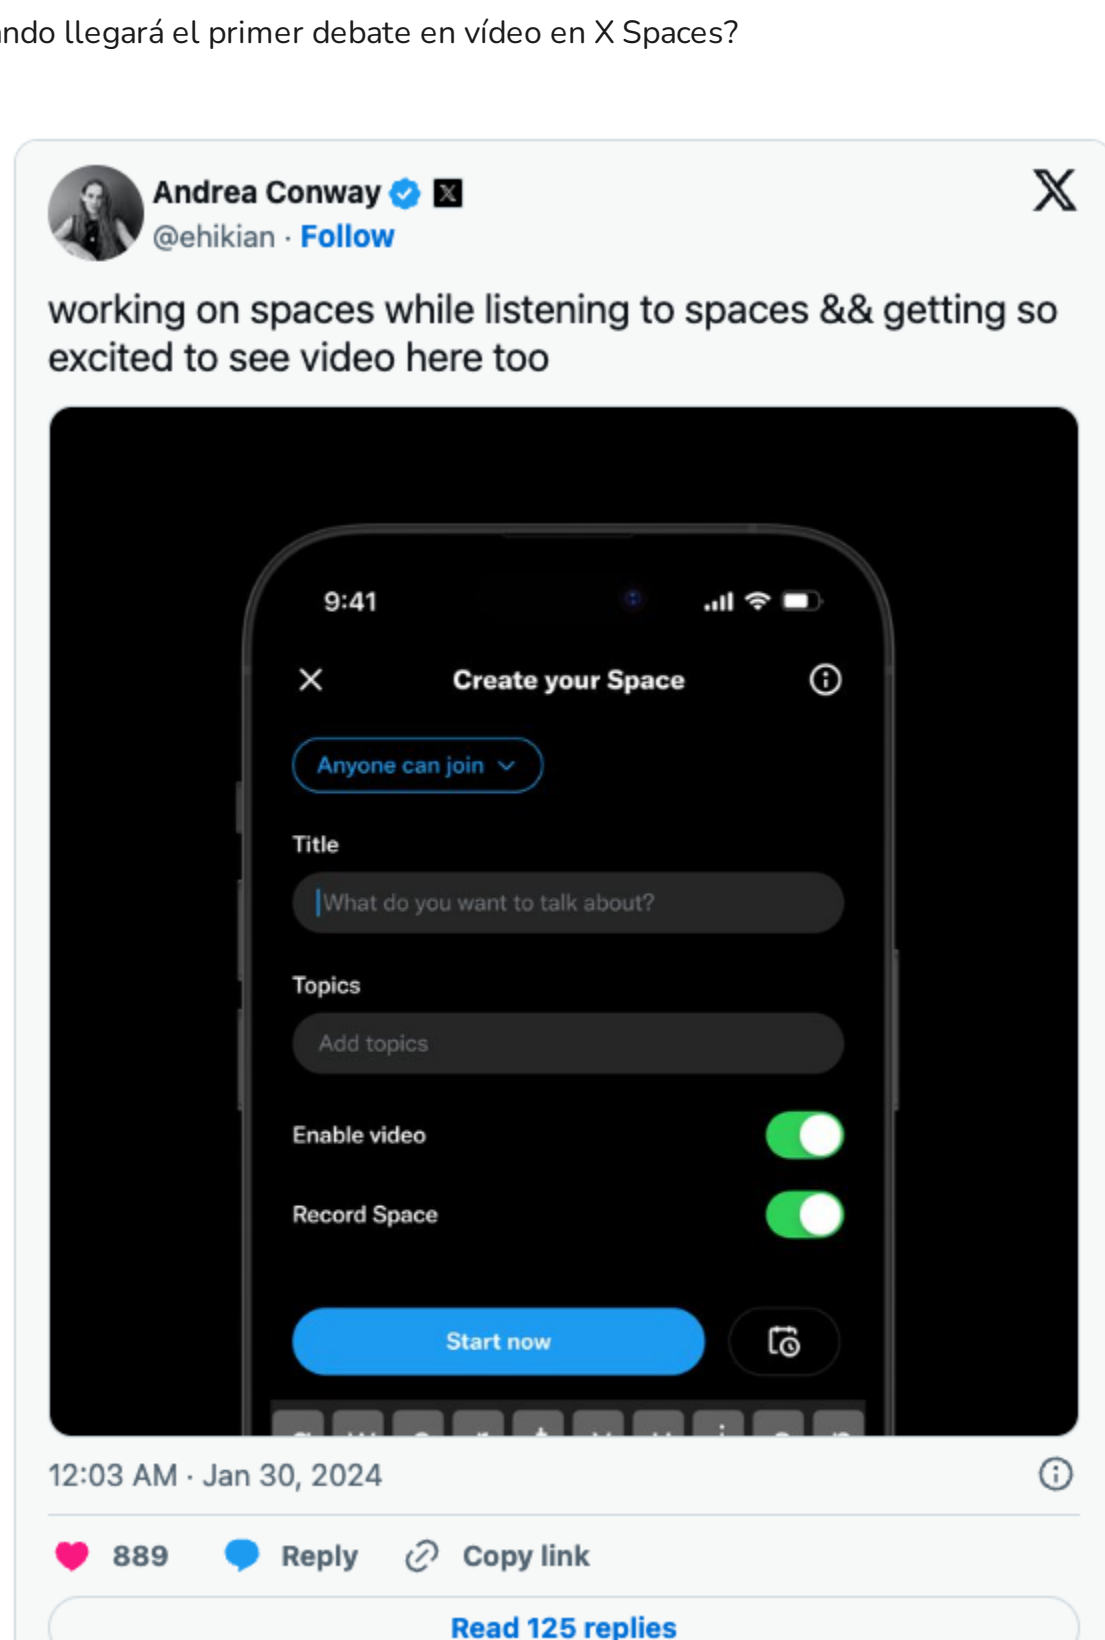 llegará el primer debate en vídeo en X Spaces?
Andrea Conway
@ehikian · Follow
working on spaces while listening to spaces && getting so
excited to see video here too
9:41
Create your Space
Anyone can join
Title
What do you want to talk about?
Topics
Add topics
Enable video
Record Space
Start now
12:03 AM · Jan 30, 2024
889 Reply Copy link
Read 125 replies